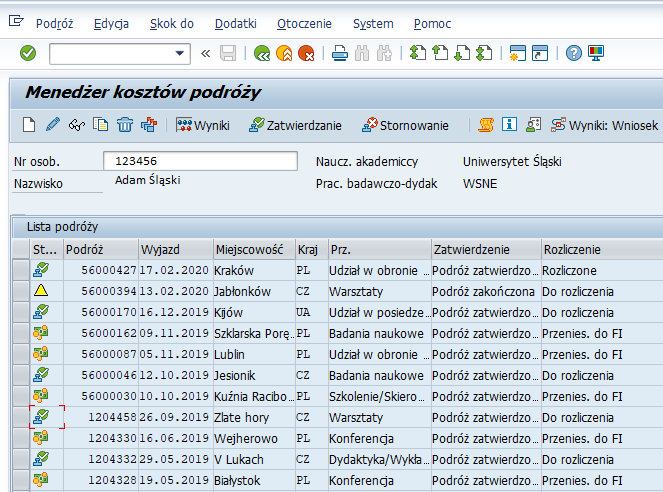 Podróż Edycja Skok do Dodatki Otoczenie System Pomoc
Menedżer kosztów podróży
Wyniki Zatwierdzanie Stornowanie Wyniki: Wniosek
Nr osob. 123456 Naucz. akademiccy Uniwersytet Śląski
Nazwisko Adam Śląski Prac. badawczo-dydak WSNE
Lista podróży
St... Podróż Wyjazd Miejscowość Kraj Prz. Zatwierdzenie Rozliczenie
56000427 17.02.2020 Kraków PL Udział w obronie ... Podróż zatwierdzo... Rozliczone
56000394 13.02.2020 Jabłonków CZ Warsztaty Podróż zakończona Do rozliczenia
56000170 16.12.2019 Kjjów UA Udział w posiedze... Podróż zatwierdzo... Do rozliczenia
56000162 09.11.2019 Szklarska Porę... PL Badania naukowe Podróż zatwierdzo... Przenies. do FI
56000087 05.11.2019 Lublin PL Udział w obronie ... Podróż zatwierdzo... Przenies. do FI
56000046 12.10.2019 Jesionik CZ Badania naukowe Podróż zatwierdzo... Do rozliczenia
56000030 10.10.2019 Kuźnia Racibo... PL Szkolenie/Skiero... Podróż zatwierdzo... Przenies. do FI
1204458 26.09.2019 Zlate hory CZ Warsztaty Podróż zatwierdzo... Do rozliczenia
1204330 16.06.2019 Wejherowo PL Konferencja Podróż zatwierdzo... Przenies. do FI
1204332 29.05.2019 V Lukach CZ Dydaktyka/Wykła... Podróż zatwierdzo... Do rozliczenia
1204328 19.05.2019 Białystok PL Konferencja Podróż zatwierdzo... Przenies. do FI